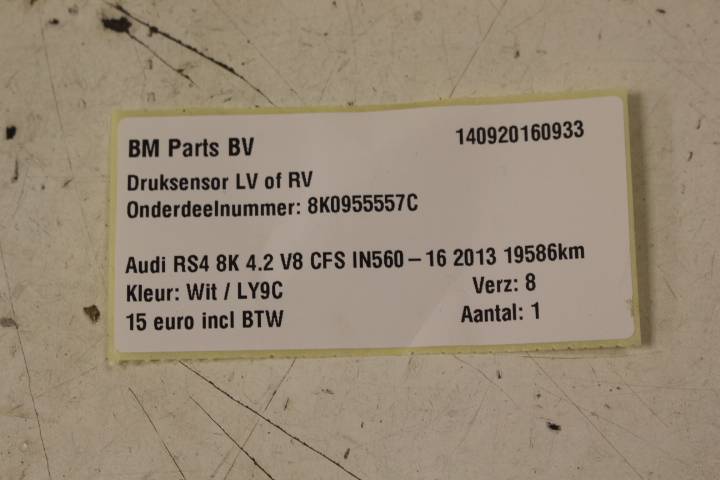 BM Parts BV 140920160933
Druksensor LV of RV
Onderdeelnummer: 8K0955557C
Audi RS4 8K 4.2 V8 CFS IN560 – 16 2013 19586km
Kleur: Wit / LY9C Verz: 8
15 euro incl BTW Aantal: 1